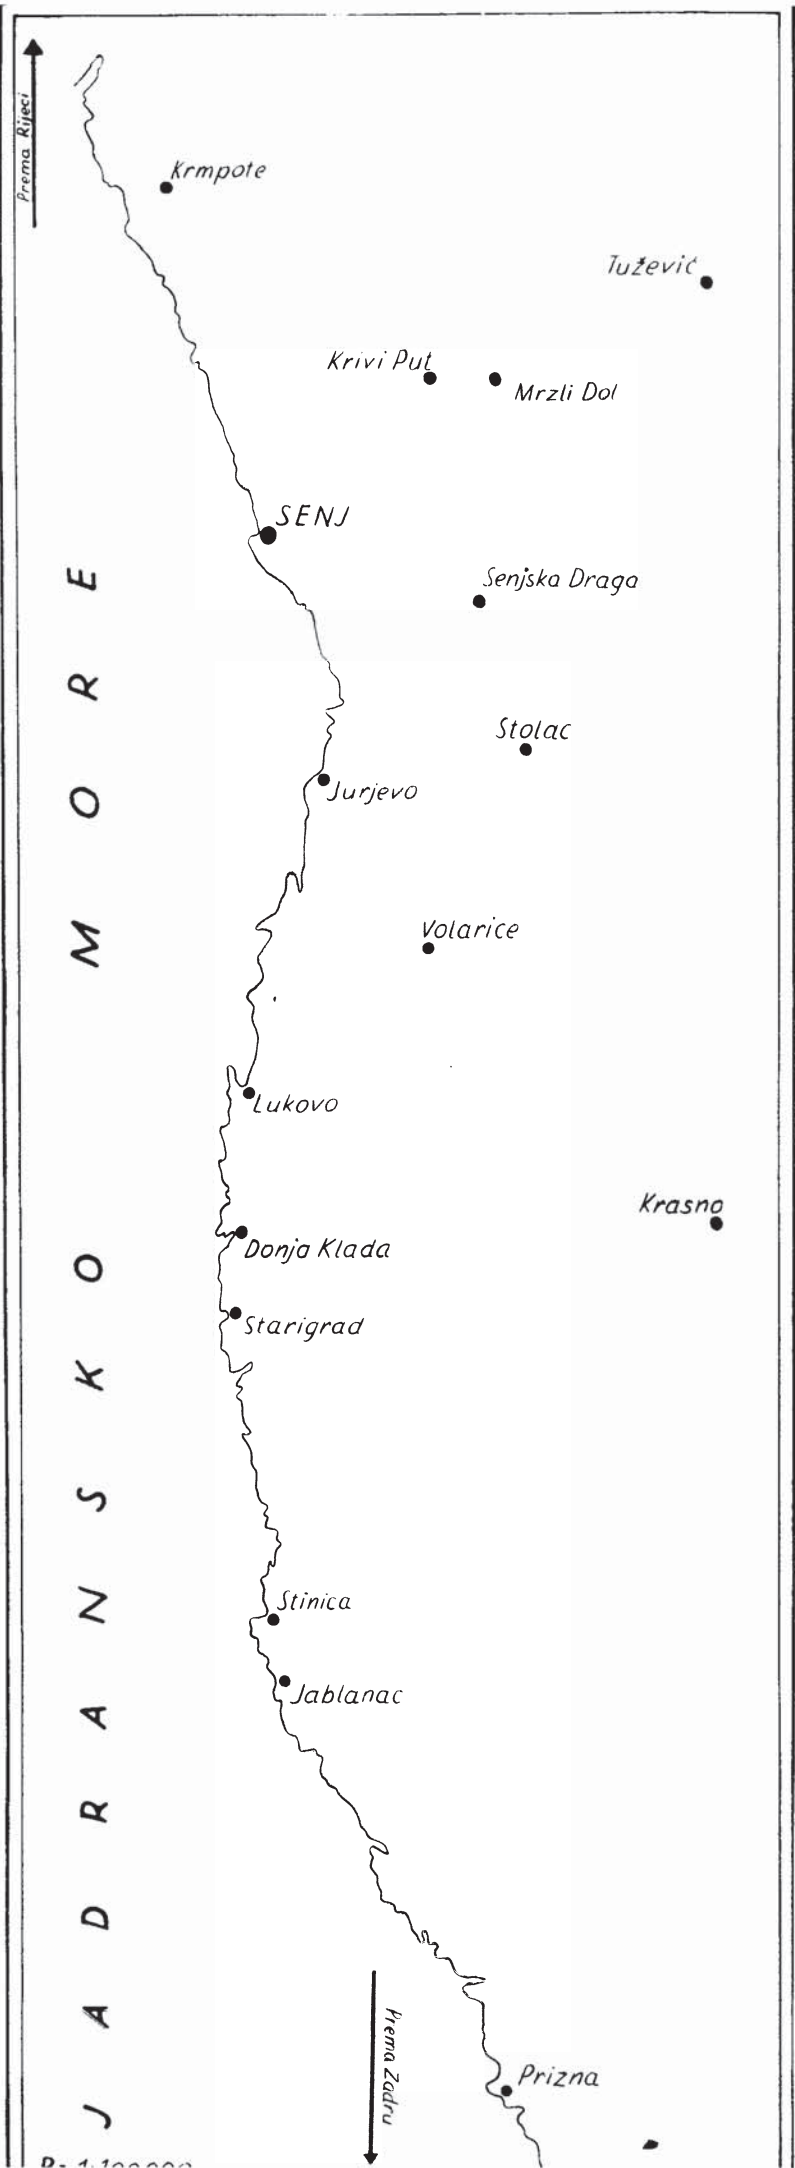 Prema Rijeci
Krmpote
Tužević
Krivi Put
Mrzli Dol
SENJ
Senjska Draga
Stolac
Jurjevo
Volarice
Lukovo
Krasno
Donja Klada
Starigrad
Stinica
Jablanac
JADRANSKO MORE
Prema Zadru
Prizna